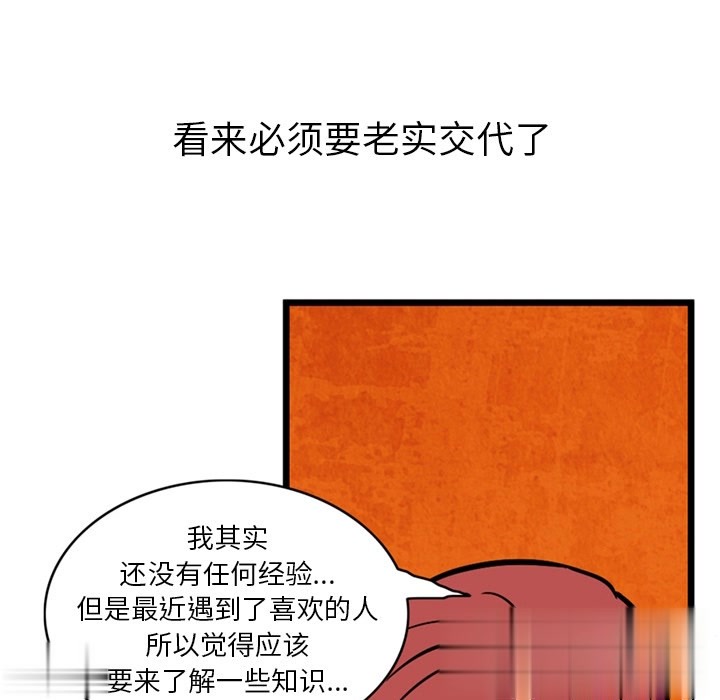 看来必须要老实交代了
我其实
还没有任何经验...
但是最近遇到了喜欢的人
所以觉得应该
要来了解一些知识...